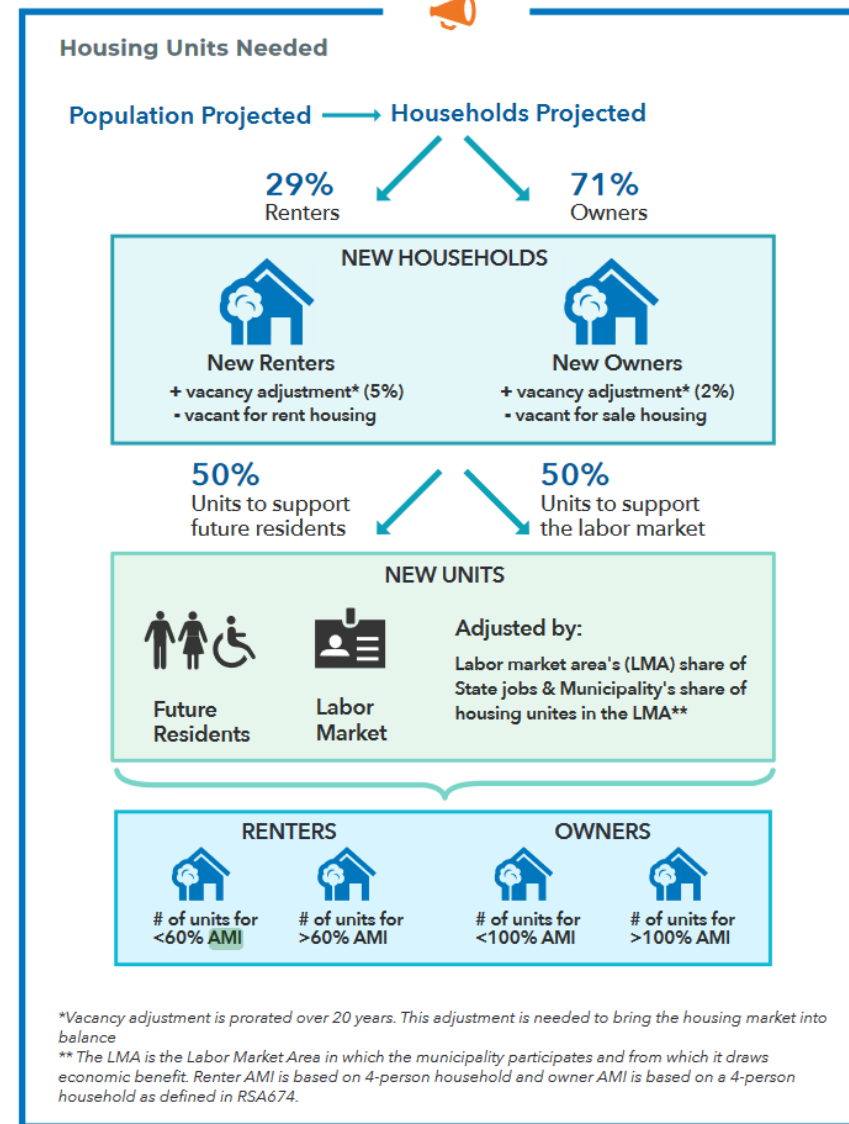 Housing Units Needed
Population Projected
Households Projected
29%
Renters
71%
Owners
NEW HOUSEHOLDS
New Renters
+ vacancy adjustment* (5%)
- vacant for rent housing
New Owners
+ vacancy adjustment* (2%)
- vacant for sale housing
50%
Units to support
future residents
50%
Units to support
the labor market
NEW UNITS
Future
Residents
Labor
Market
Adjusted by:
Labor market area's (LMA) share of
State jobs & Municipality's share of
housing unites in the LMA**
RENTERS
# of units for
<60% AMI
# of units for
>60% AMI
OWNERS
# of units for
<100% AMI
# of units for
>100% AMI
*Vacancy adjustment is prorated over 20 years. This adjustment is needed to bring the housing market into
balance
** The LMA is the Labor Market Area in which the municipality participates and from which it draws
economic benefit. Renter AMI is based on 4-person household and owner AMI is based on a 4-person
household as defined in RSA674.